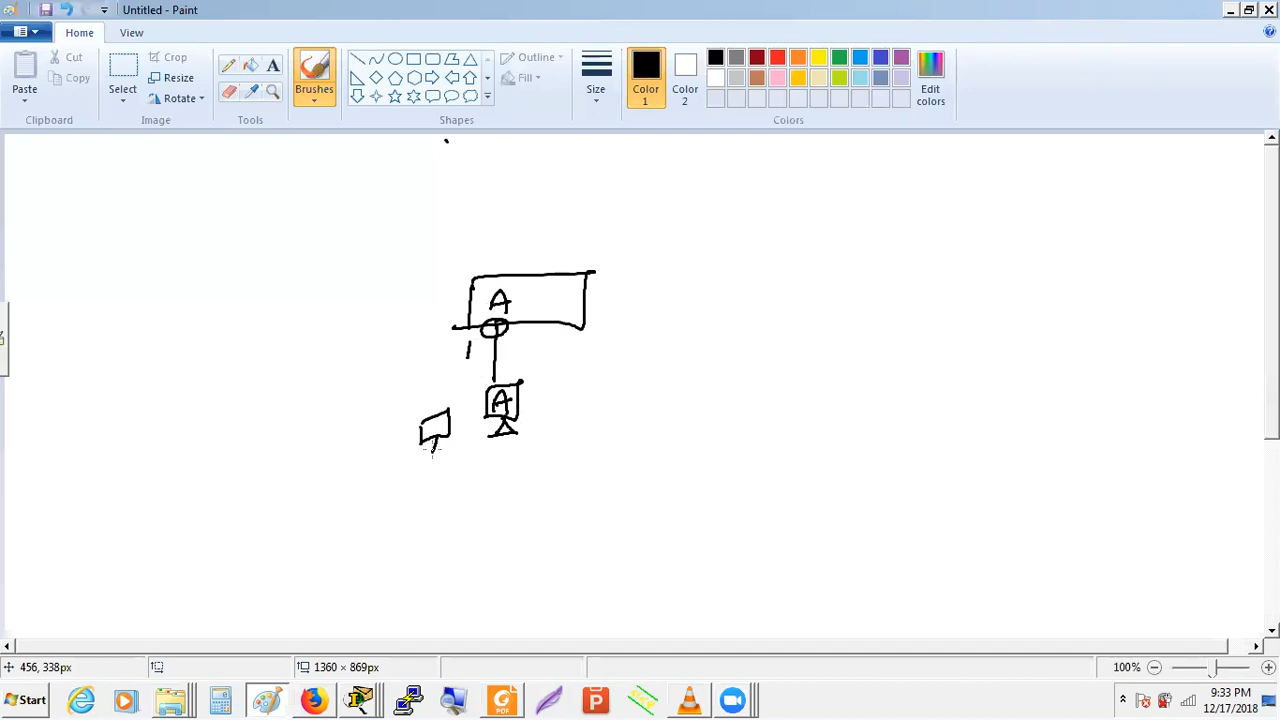 Untitled - Paint
Home View
Paste
Cut
Copy
Clipboard
Select
Crop
Resize
Rotate
Image
A
Tools
Brushes
Outline
Fill
Shapes
Size
Color 1
Color 2
Edit colors
Colors
A
1
A
456, 338px
1360 × 869px
100%
Start
PDF
P
9:33 PM
12/17/2018